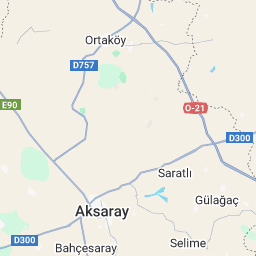 Ortaköy
D757
E90
O-21
D300
Saratlı
Gülağaç
Aksaray
D300
Bahçesaray
Selime